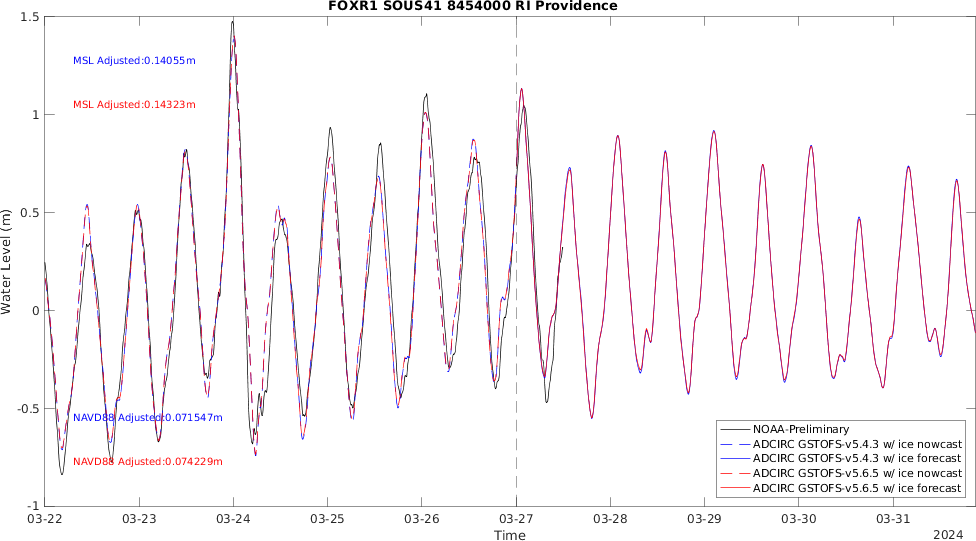 FOXR1 SOUS41 8454000 RI Providence
1.5
MSL Adjusted:0.14055m
MSL Adjusted:0.14323m
1
0.5
Water Level (m)
0
-0.5
NAVD88 Adjusted:0.071547m
NAVD88 Adjusted:0.074229m
-1
NOAA-Preliminary
ADCIRC GSTOFS-v5.4.3 w/ ice nowcast
ADCIRC GSTOFS-v5.4.3 w/ ice forecast
ADCIRC GSTOFS-v5.6.5 w/ ice nowcast
ADCIRC GSTOFS-v5.6.5 w/ ice forecast
03-22 03-23 03-24 03-25 03-26 03-27 03-28 03-29 03-30 03-31
Time
2024